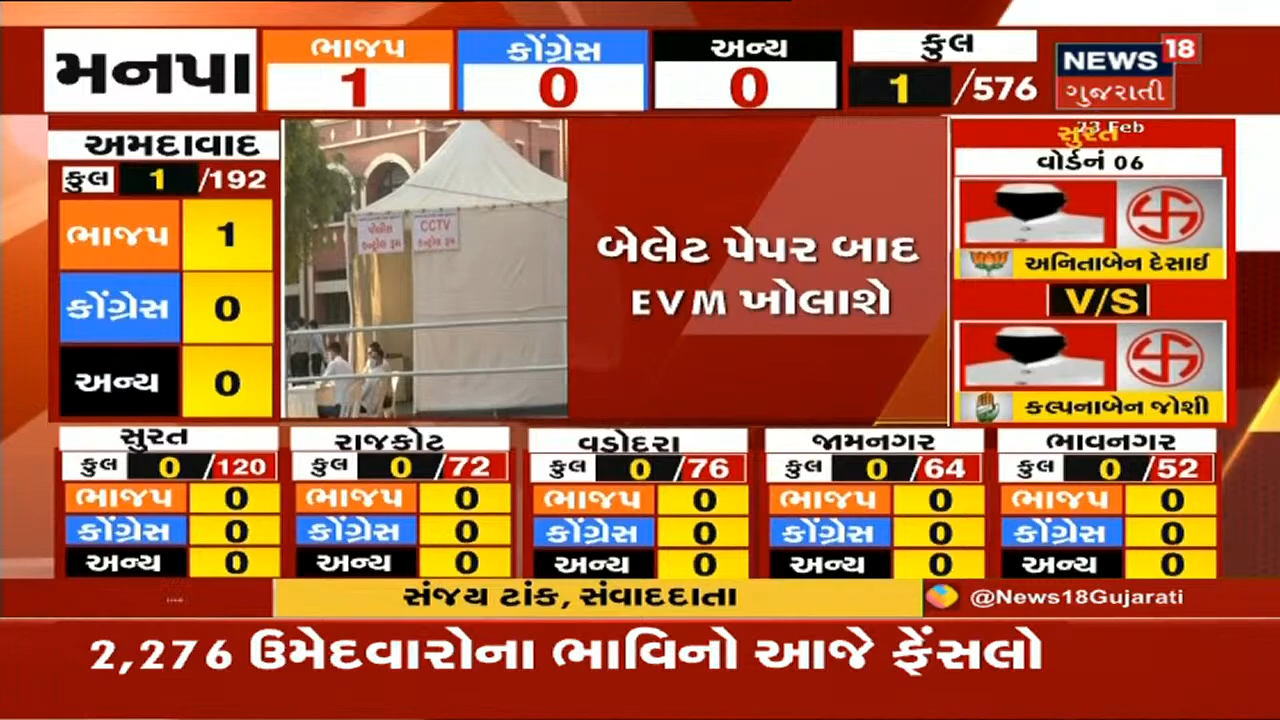 મનપા
ભાજપ
1
કોંગ્રેસ
0
અન્ય
0
કુલ
1/576
NEWS 18
ગુજરાતી
અમદાવાદ
કુલ 1/192
ભાજપ 1
કોંગ્રેસ 0
અન્ય 0
પોલીસ
કન્ટ્રોલ રૂમ
CCTV
કન્ટ્રોલ રૂમ
બેલેટ પેપર બાદ
EVM ખોલાશે
23 Feb
સુરત
વોર્ડનં 06
અનિતાબેન દેસાઈ
V/S
કલ્પનાબેન જોશી
સુરત
કુલ 0/120
ભાજપ 0
કોંગ્રેસ 0
અન્ય 0
રાજકોટ
કુલ 0/72
ભાજપ 0
કોંગ્રેસ 0
અન્ય 0
વડોદરા
કુલ 0/76
ભાજપ 0
કોંગ્રેસ 0
અન્ય 0
જામનગર
કુલ 0/64
ભાજપ 0
કોંગ્રેસ 0
અન્ય 0
ભાવનગર
કુલ 0/52
ભાજપ 0
કોંગ્રેસ 0
અન્ય 0
સંજય ટાંક, સંવાદદાતા
@News18Gujarati
2,276 ઉમેદવારોના ભાવિનો આજે ફેંસલો